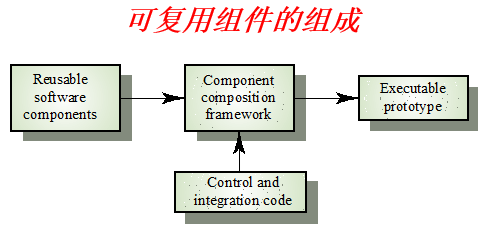 可复用组件的组成
Reusable
software
components
Component
composition
framework
Executable
prototype
Control and
integration code